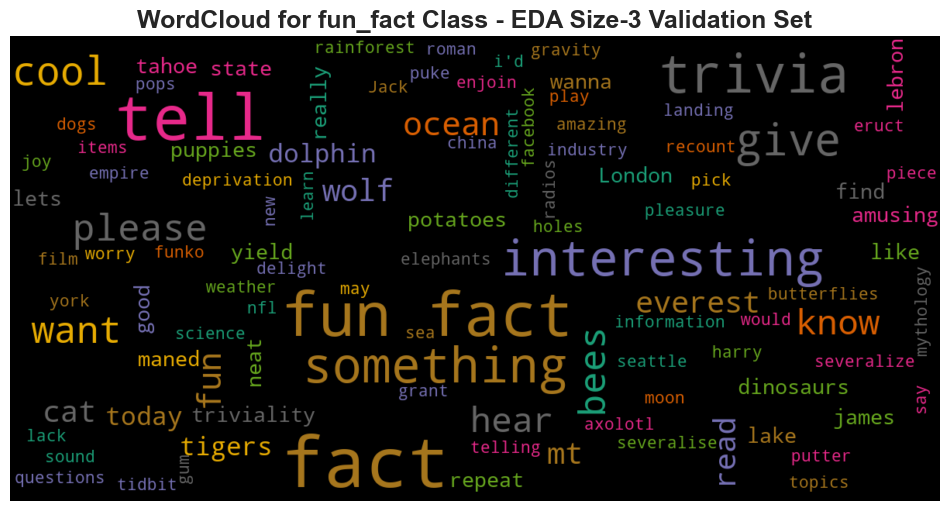 WordCloud for fun_fact Class - EDA Size-3 Validation Set
rainforest roman gravity
cool tahoe state pops really puke Jack enjoin i'd wanna play trivia lebron
dogs tell ocean china different facebook amazing landing eruct
joy items puppies dolphin industry recount give
empire deprivation wolf learn new radios London pick find piece
lets please potatoes holes pleasure amusing
film worry funko yield delight elephants interesting like
york good weather nfl may fun fact sea everest butterflies mythology
want science information would know
maned fun neat something bees seattle harry severalize
cat today triviality grant hear axolotl moon dinosaurs james say
lack tigers telling severalise read lake
sound gum fact mt putter
questions tidbit repeat topics